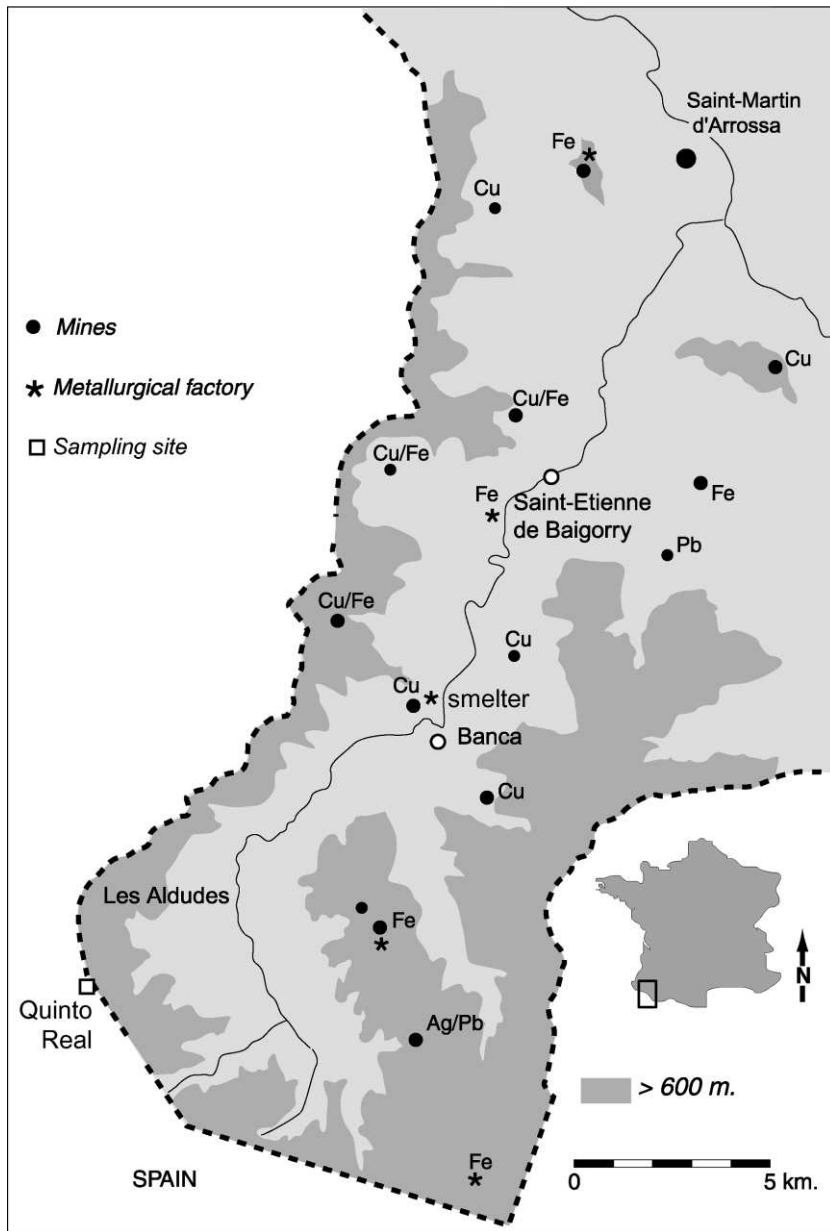 Saint-Martin
d'Arrossa
Fe
Cu
Mines
Cu
Metallurgical factory
Cu/Fe
Sampling site
Cu/Fe
Fe
Saint-Etienne
de Baigorry
Fe
Pb
Cu/Fe
Cu
Cu
smelter
Banca
Cu
Les Aldudes
Fe
N
Quinto
Real
Ag/Pb
> 600 m.
Fe
SPAIN
0
5 km.